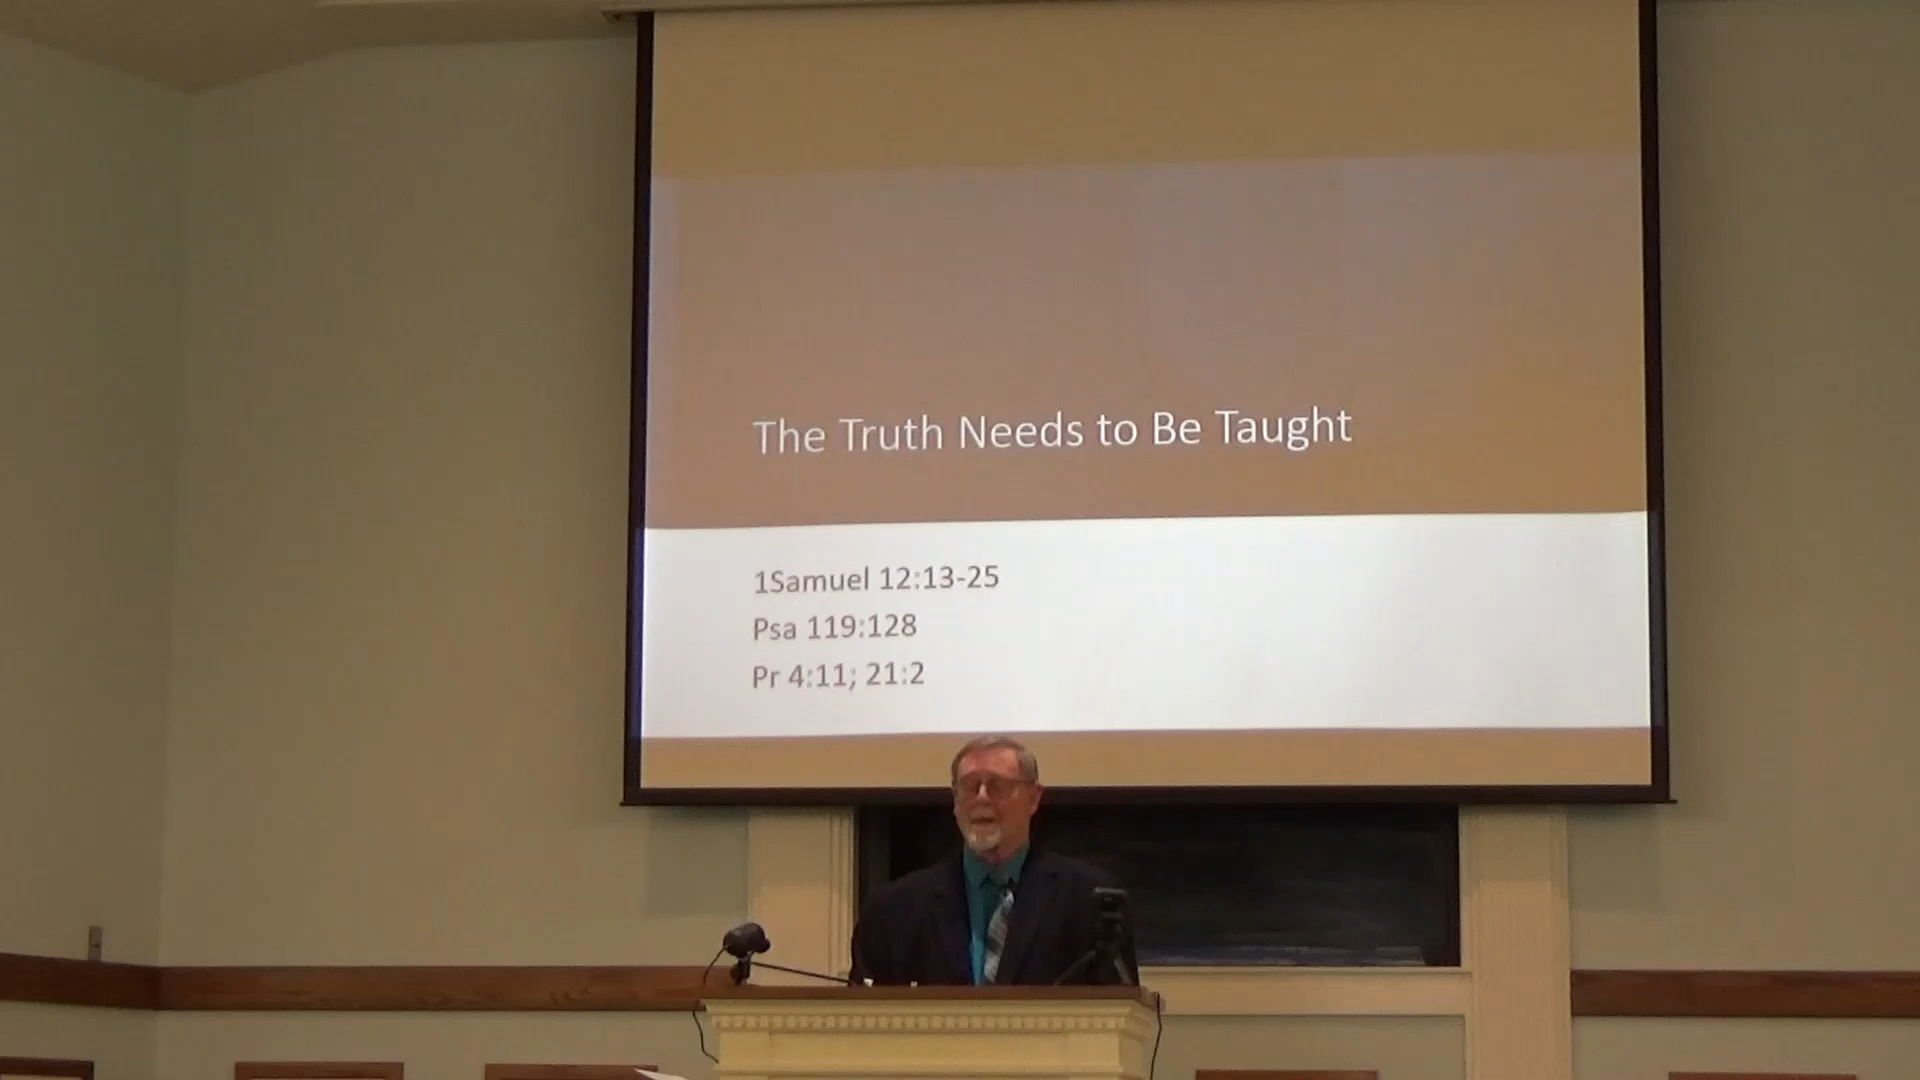 The Truth Needs to Be Taught
1Samuel 12:13-25
Psa 119:128
Pr 4:11; 21:2